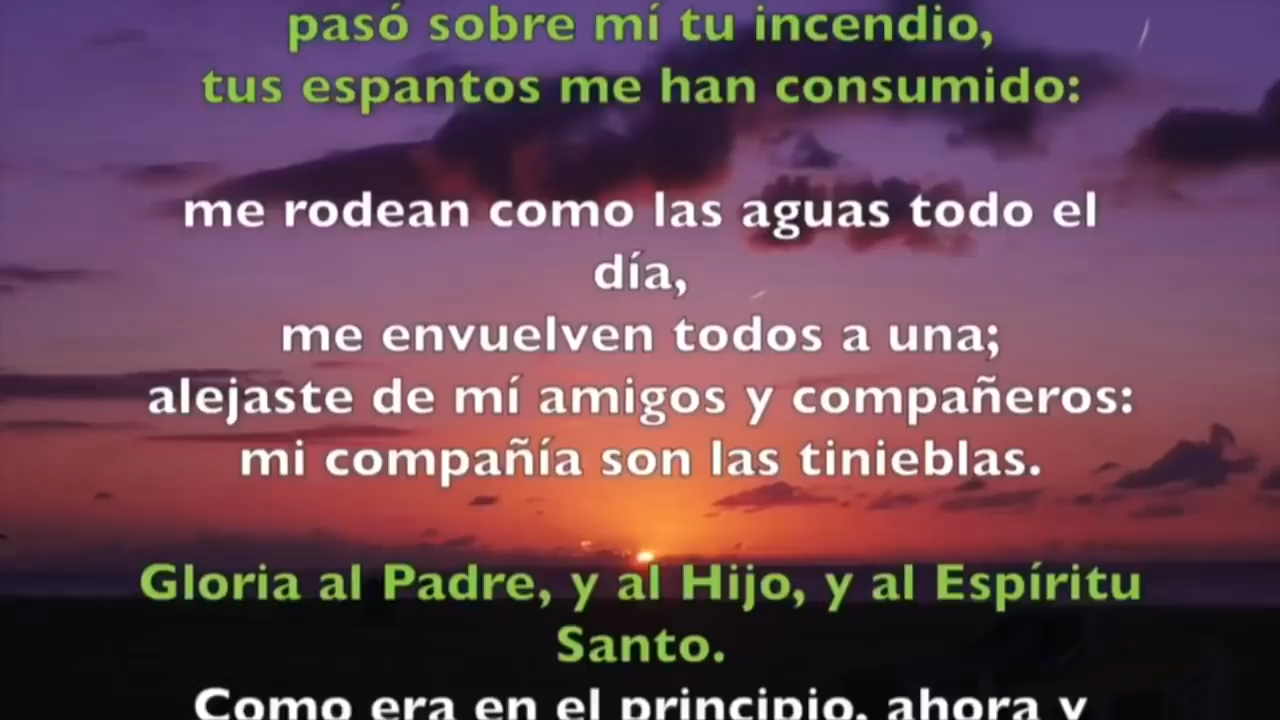 pasó sobre mí tu incendio,
tus espantos me han consumido:
me rodean como las aguas todo el
día,
me envuelven todos a una;
alejaste de mí amigos y compañeros:
mi compañía son las tinieblas.
Gloria al Padre, y al Hijo, y al Espíritu
Santo.
Como era en el principio, ahora y